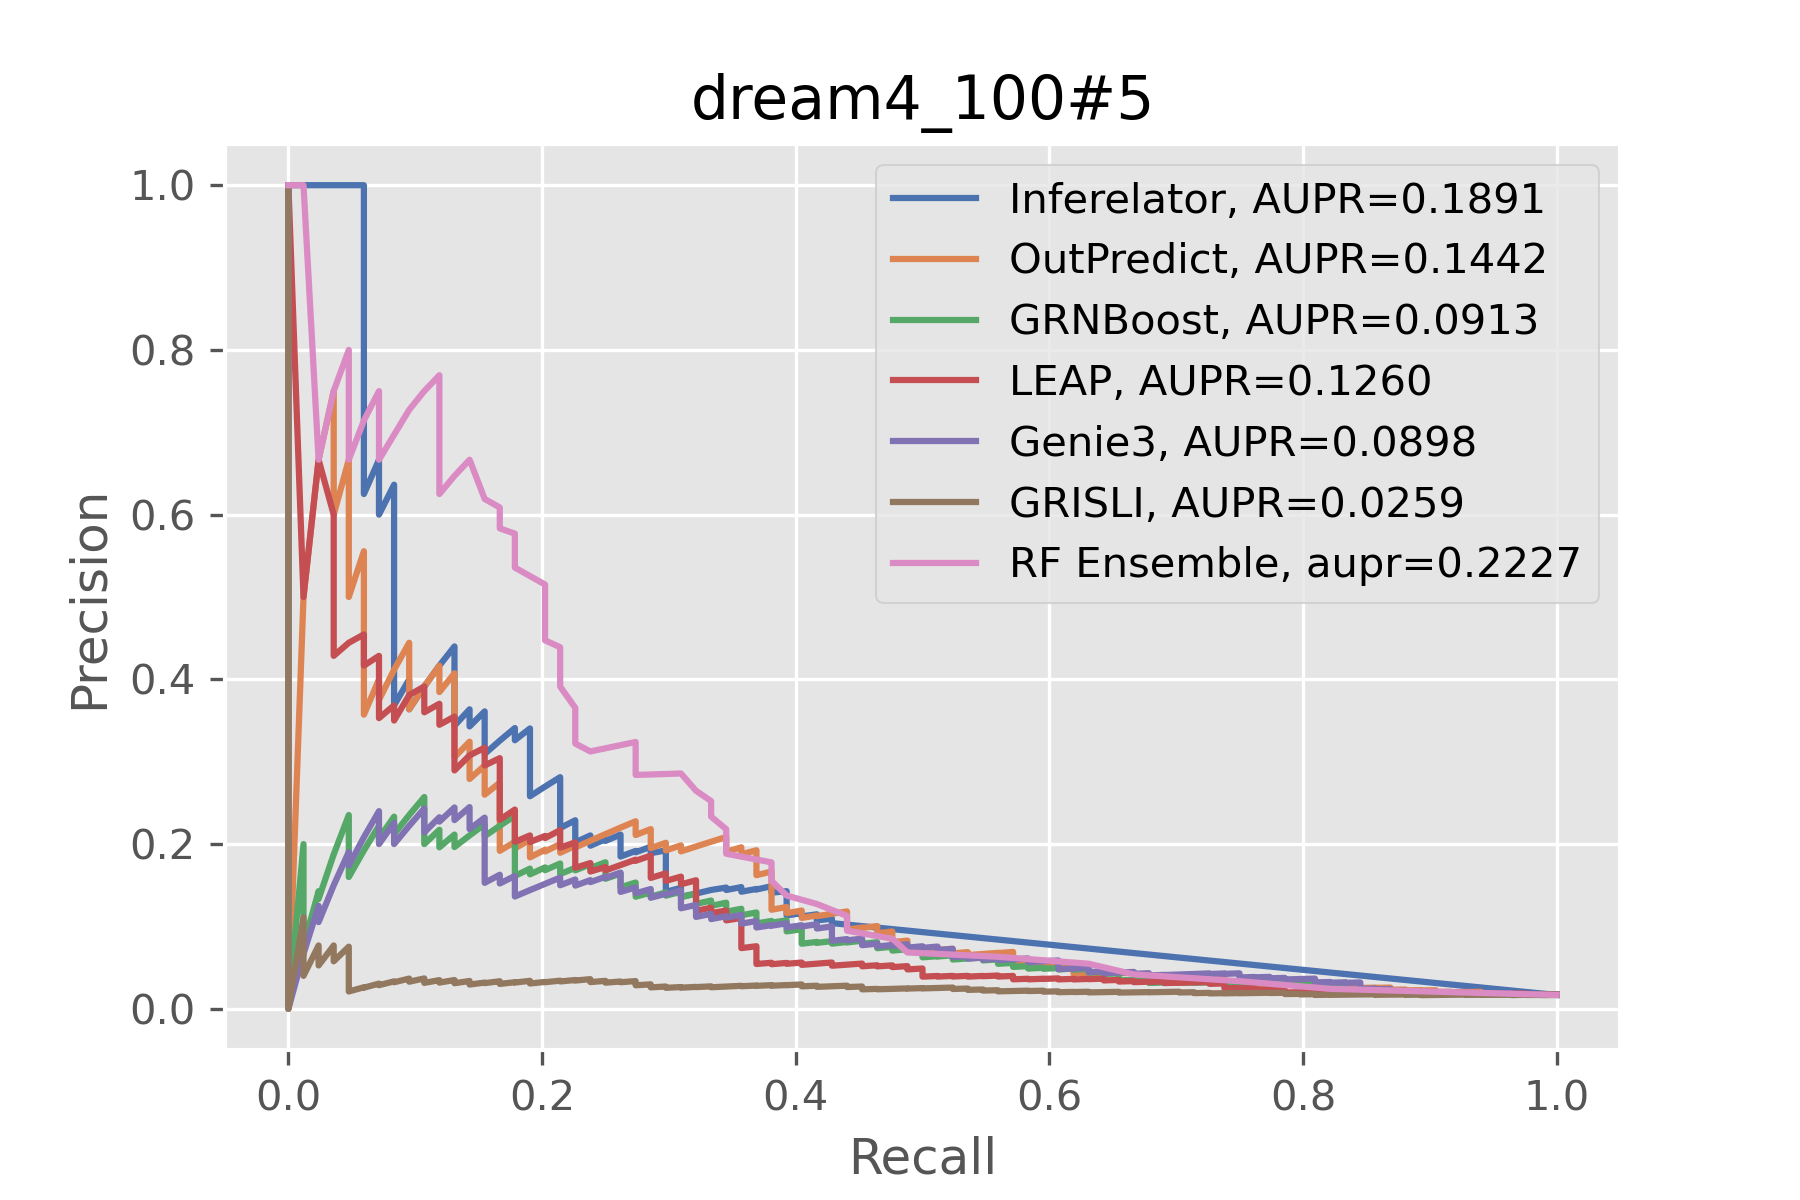 dream4_100#5
Inferelator, AUPR=0.1891
OutPredict, AUPR=0.1442
GRNBoost, AUPR=0.0913
LEAP, AUPR=0.1260
Genie3, AUPR=0.0898
GRISLI, AUPR=0.0259
RF Ensemble, aupr=0.2227
Precision
1.0
0.8
0.6
0.4
0.2
0.0
0.0 0.2 0.4 0.6 0.8 1.0
Recall